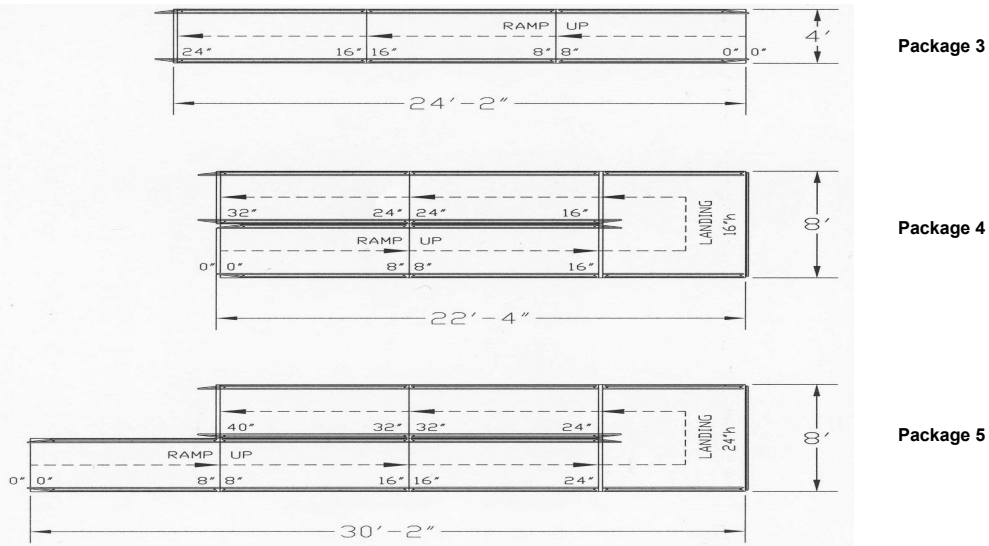 RAMP UP
4'
Package 3
24" 16" 16" 8" 8" 0" 0"
24'-2"
32" 24" 24" 16"
LANDING
16"h
8'
Package 4
RAMP UP
0" 0" 8" 8" 16"
22'-4"
40" 32" 32" 24"
LANDING
24"h
8'
Package 5
RAMP UP
0" 0" 8" 8" 16" 16" 24"
30'-2"